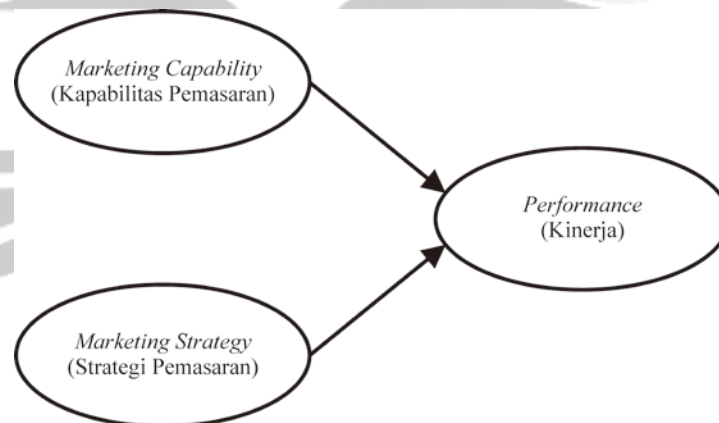 Marketing Capability
(Kapabilitas Pemasaran)
Performance
(Kinerja)
Marketing Strategy
(Strategi Pemasaran)